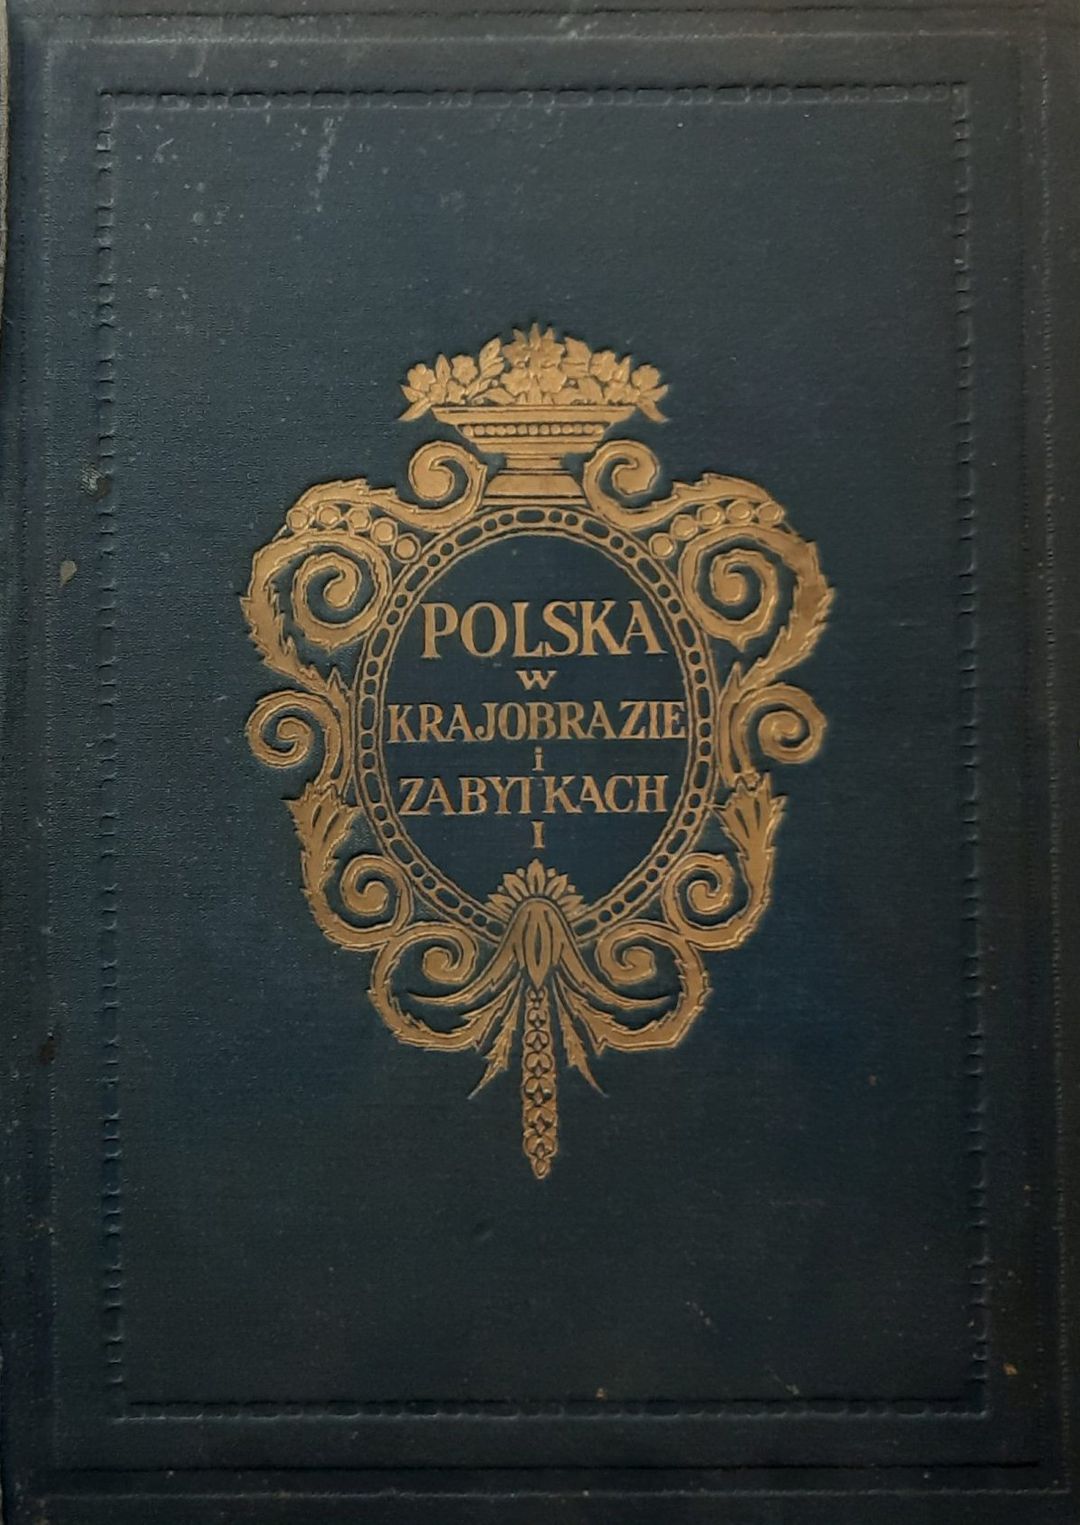 POLSKA
w
KRAJOBRAZIE
i
ZABYTKACH
I